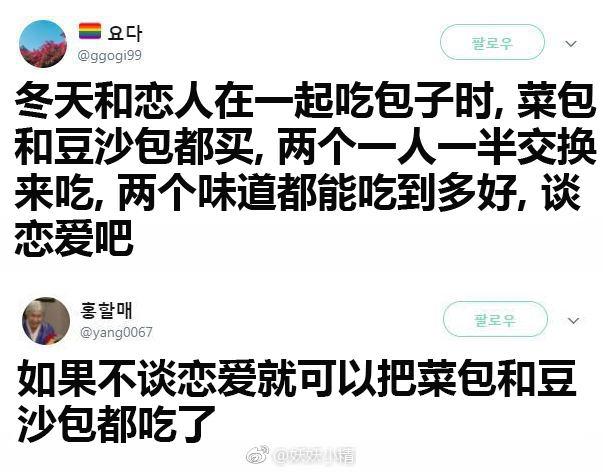 요다
@ggogi99
팔로우
冬天和恋人在一起吃包子时, 菜包
和豆沙包都买, 两个一人一半交换
来吃, 两个味道都能吃到多好, 谈
恋爱吧
홍할매
@yang0067
팔로우
如果不谈恋爱就可以把菜包和豆
沙包都吃了
@妖妖小精